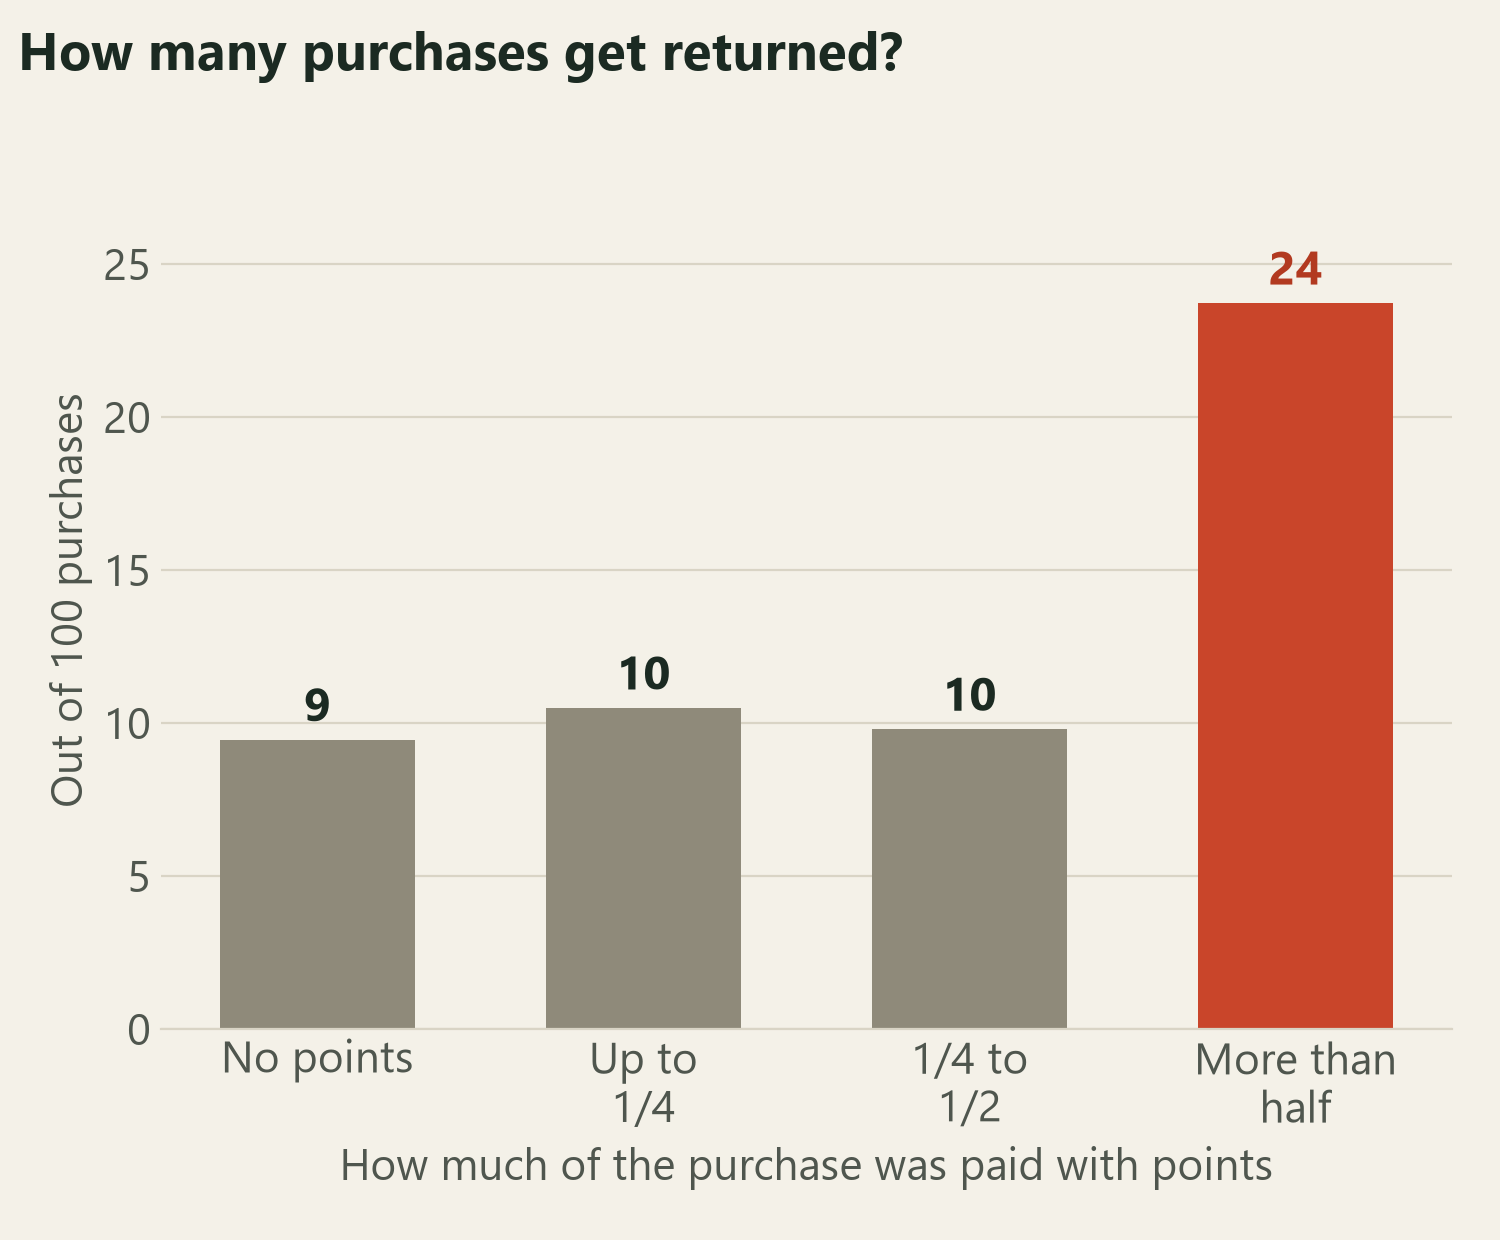 How many purchases get returned?
Out of 100 purchases
25
20
15
10
5
0
9
10
10
24
No points
Up to
1/4
1/4 to
1/2
More than
half
How much of the purchase was paid with points